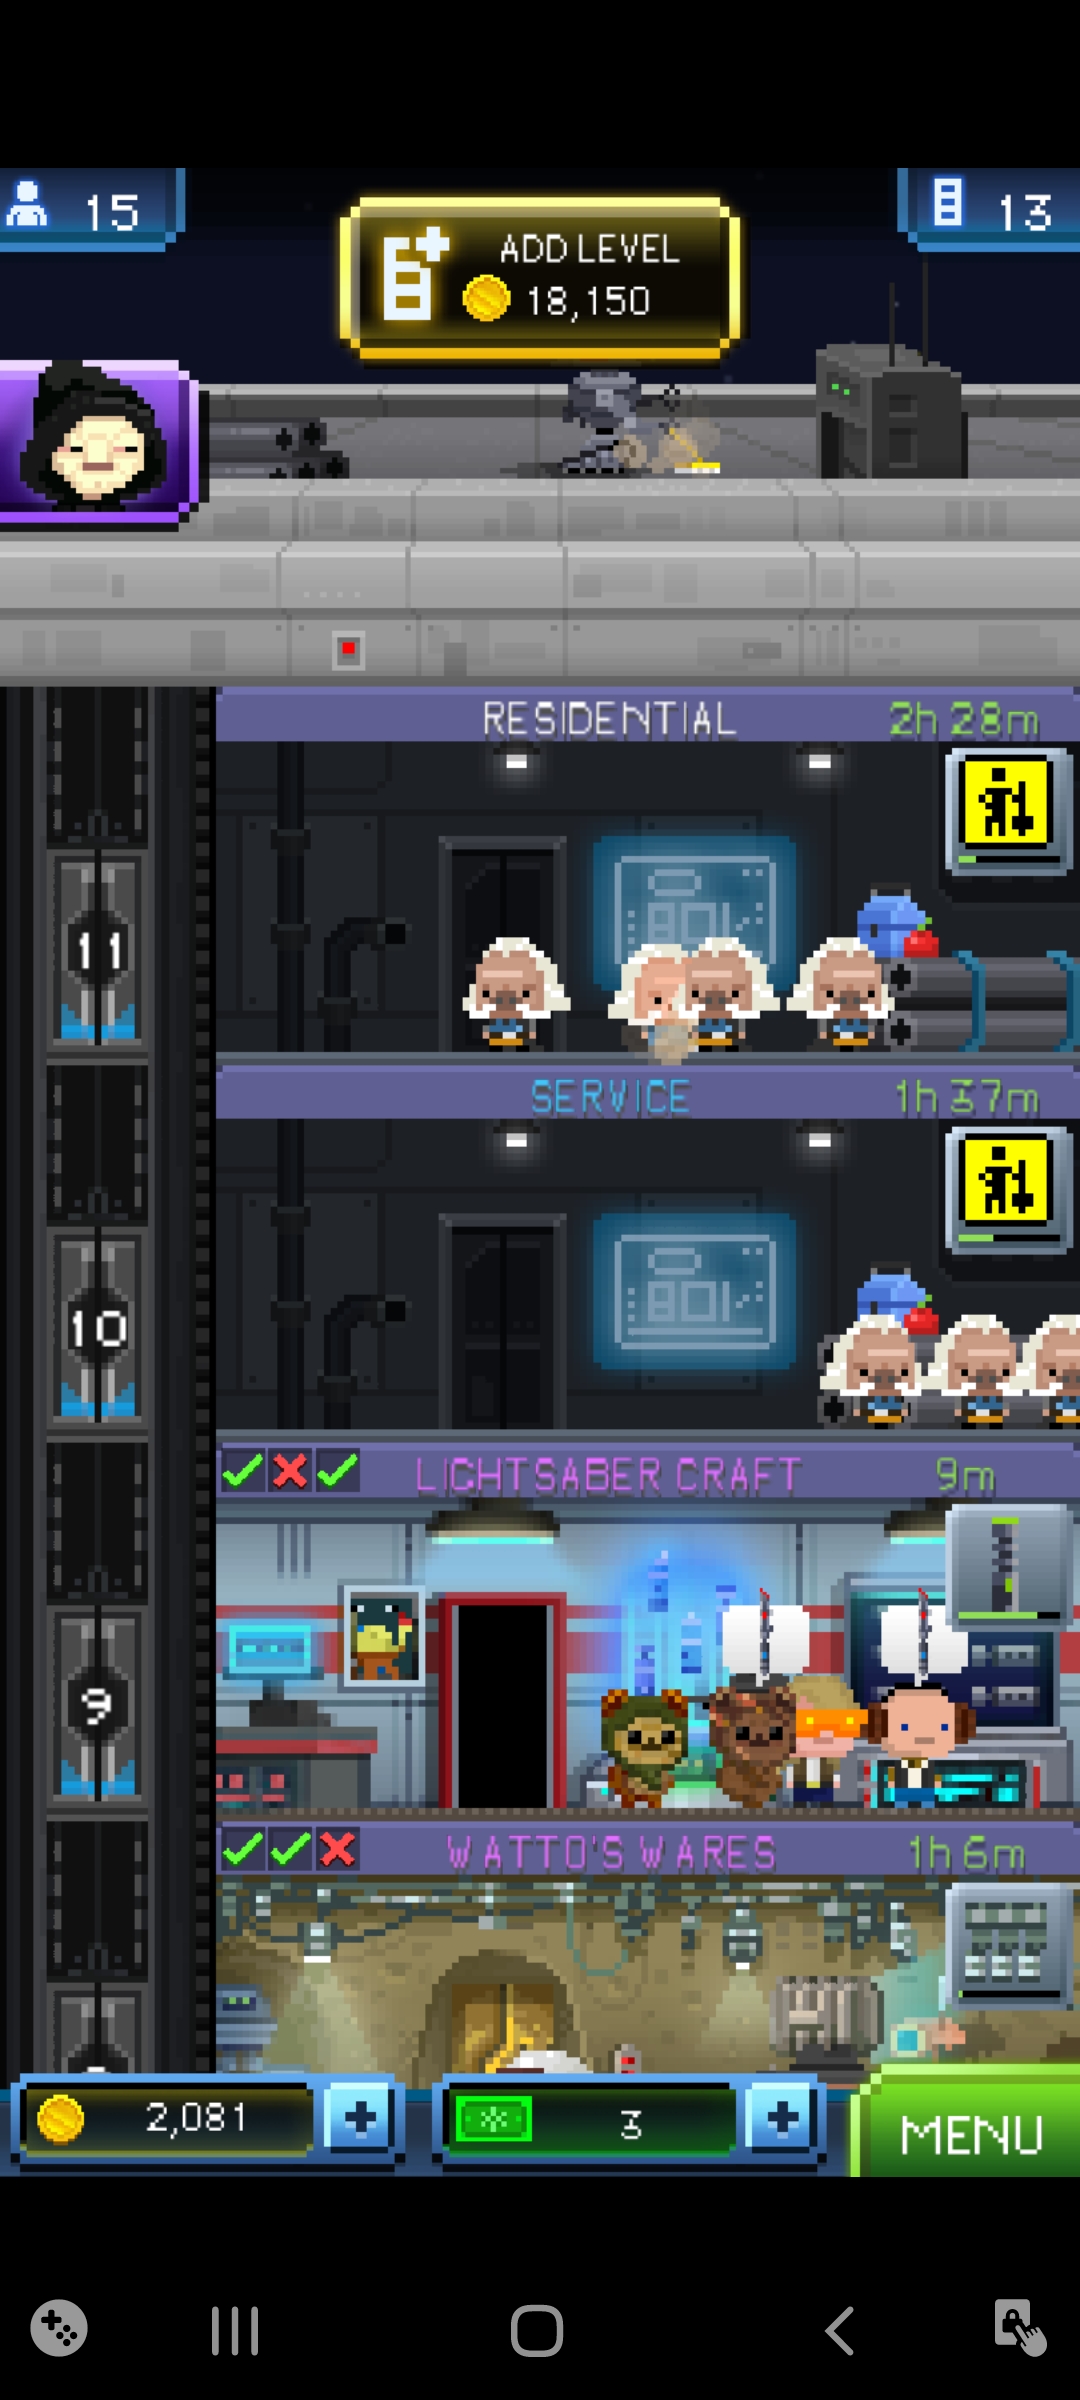 15
ADD LEVEL
18,150
13
RESIDENTIAL 2h 28m
11
SERVICE 1h 37m
10
LIGHTSABER CRAFT 9m
9
WATTO'S WARES 1h 6m
2,081
3
MENU